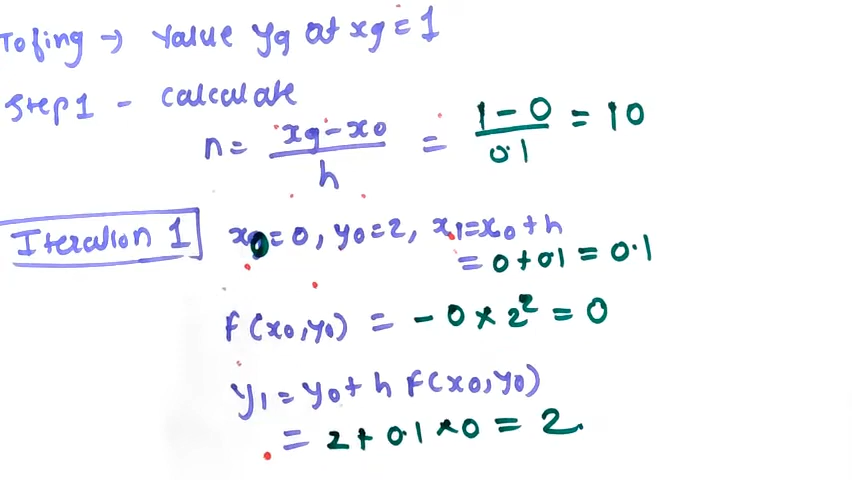 To fing → Value yg at xg = 1
Step 1 - calculate
n = xg - x0 / h = 1 - 0 / 0.1 = 10
Iteration 1 x0 = 0, y0 = 2, x1 = x0 + h
= 0 + 0.1 = 0.1
F(x0, y0) = - 0 × 2² = 0
y1 = y0 + h F(x0, y0)
= 2 + 0.1 × 0 = 2.